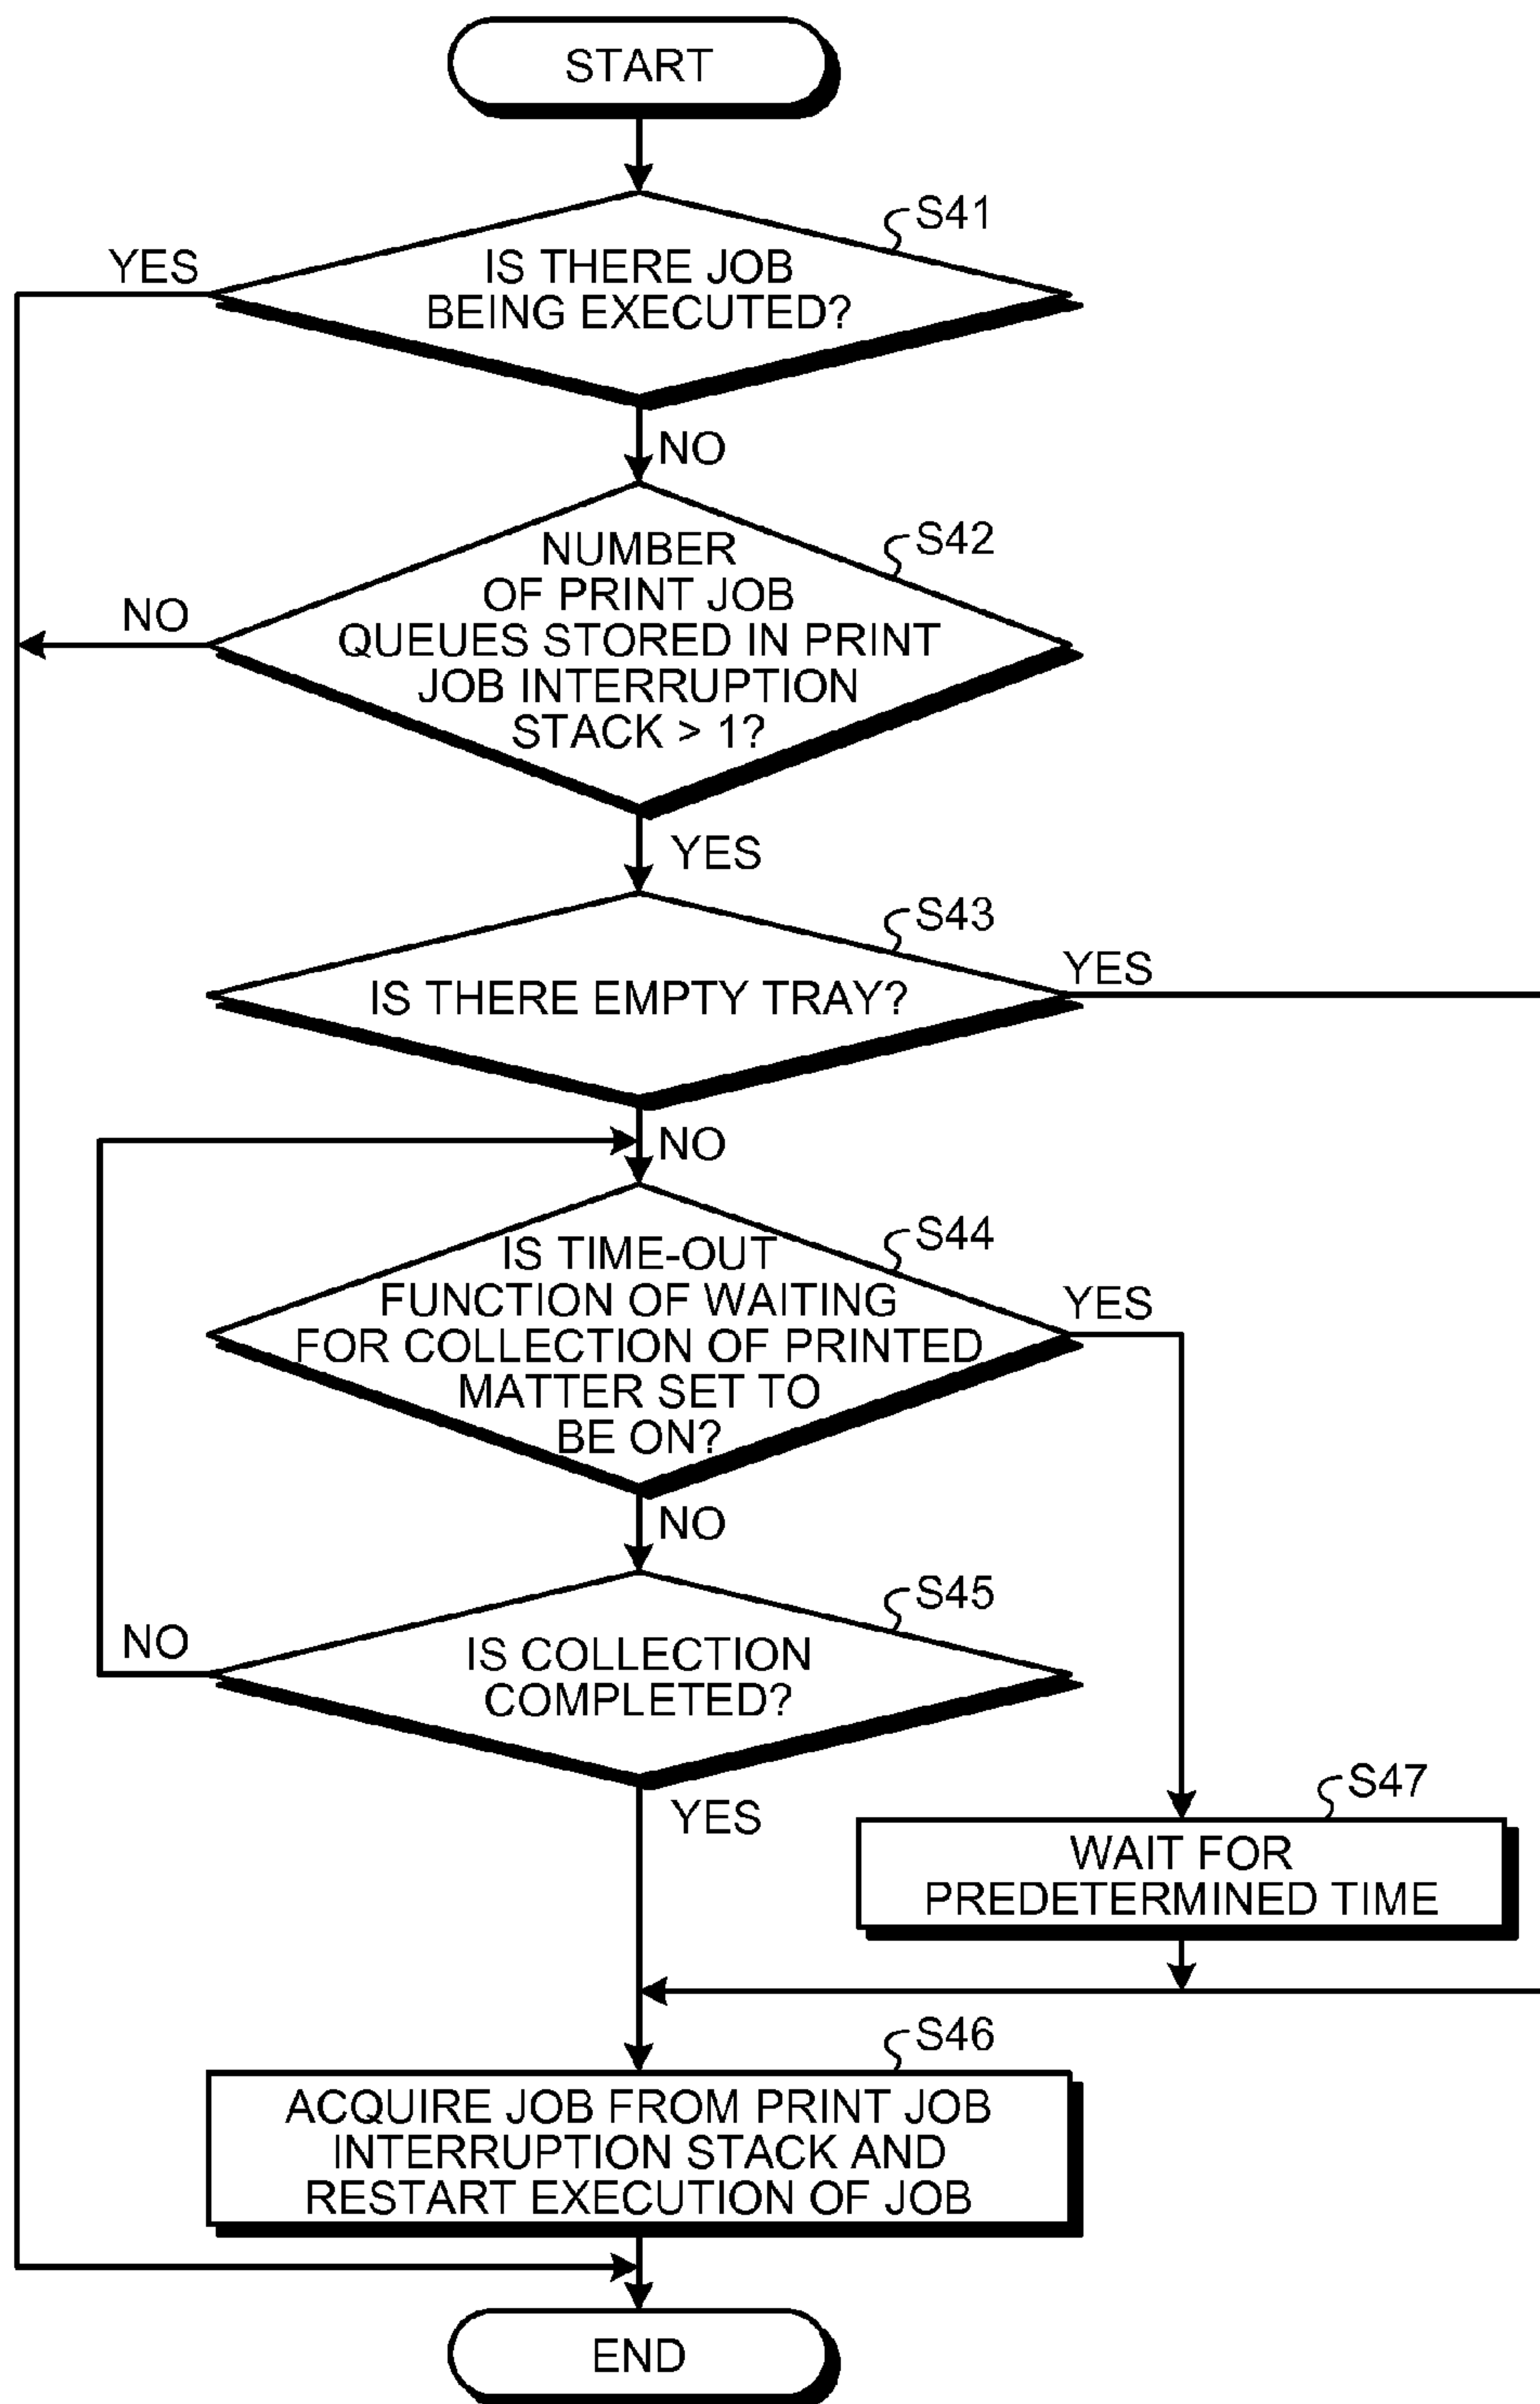 START
S41
YES
IS THERE JOB
BEING EXECUTED?
NO
S42
NUMBER
OF PRINT JOB
NO
QUEUES STORED IN PRINT
JOB INTERRUPTION
STACK > 1?
YES
S43
YES
IS THERE EMPTY TRAY?
NO
S44
IS TIME-OUT
FUNCTION OF WAITING
YES
FOR COLLECTION OF PRINTED
MATTER SET TO
BE ON?
NO
S45
NO
IS COLLECTION
COMPLETED?
YES
S47
WAIT FOR
PREDETERMINED TIME
S46
ACQUIRE JOB FROM PRINT JOB
INTERRUPTION STACK AND
RESTART EXECUTION OF JOB
END